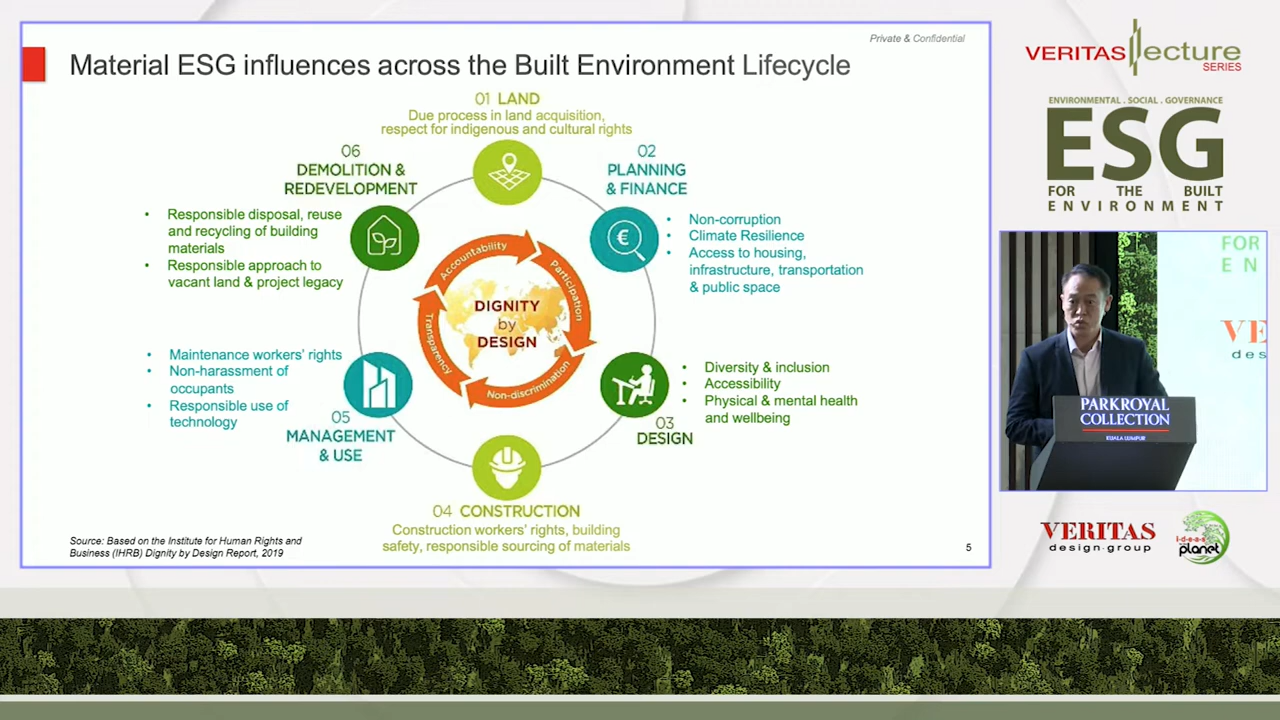 Private & Confidential
Material ESG influences across the Built Environment Lifecycle
01 LAND
Due process in land acquisition,
respect for indigenous and cultural rights
02
PLANNING
& FINANCE
• Non-corruption
• Climate Resilience
• Access to housing,
infrastructure, transportation
& public space
€
• Diversity & inclusion
• Accessibility
• Physical & mental health
and wellbeing
03
DESIGN
04 CONSTRUCTION
Construction workers' rights, building
safety, responsible sourcing of materials
• Maintenance workers' rights
• Non-harassment of
occupants
• Responsible use of
technology
05
MANAGEMENT
& USE
06
DEMOLITION &
REDEVELOPMENT
• Responsible disposal, reuse
and recycling of building
materials
• Responsible approach to
vacant land & project legacy
Accountability
Participation
Non-discrimination
Transparency
DIGNITY
by
DESIGN
Source: Based on the Institute for Human Rights and
Business (IHRB) Dignity by Design Report, 2019
5
VERITAS lecture
SERIES
ENVIRONMENTAL . SOCIAL . GOVERNANCE
ESG
FOR THE BUILT
ENVIRONMENT
FOR
E N
VE
des
PARKROYAL
COLLECTION
KUALA LUMPUR
VERITAS
design·group
i-d-e-a-s
planet